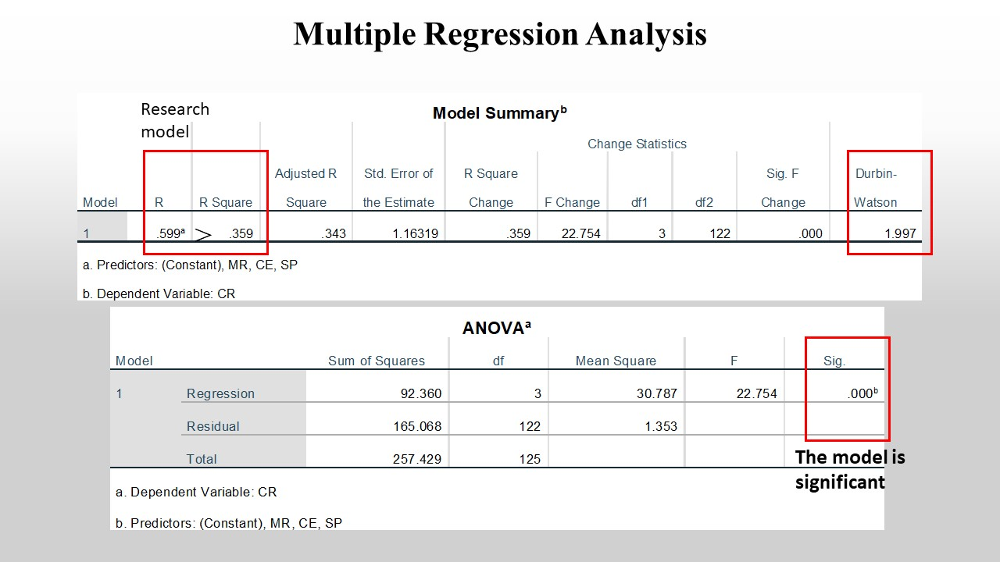 Multiple Regression Analysis
Research
model
Model Summaryb
Change Statistics
Adjusted R Std. Error of R Square Sig. F Durbin-
Model R R Square Square the Estimate Change F Change df1 df2 Change Watson
1 .599a > .359 .343 1.16319 .359 22.754 3 122 .000 1.997
a. Predictors: (Constant), MR, CE, SP
b. Dependent Variable: CR
ANOVAa
Model Sum of Squares df Mean Square F Sig.
1 Regression 92.360 3 30.787 22.754 .000b
Residual 165.068 122 1.353
Total 257.429 125
The model is
significant
a. Dependent Variable: CR
b. Predictors: (Constant), MR, CE, SP